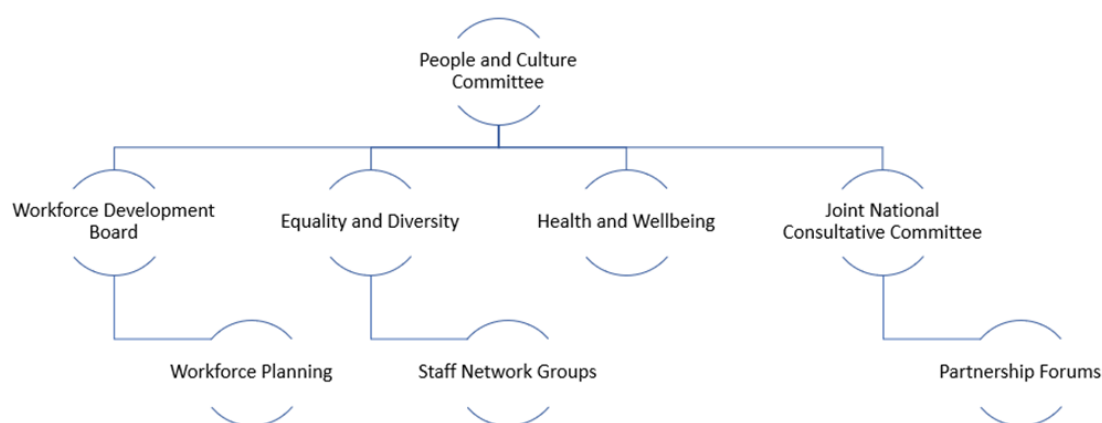 People and Culture
Committee
Workforce Development
Board
Equality and Diversity
Health and Wellbeing
Joint National
Consultative Committee
Workforce Planning
Staff Network Groups
Partnership Forums